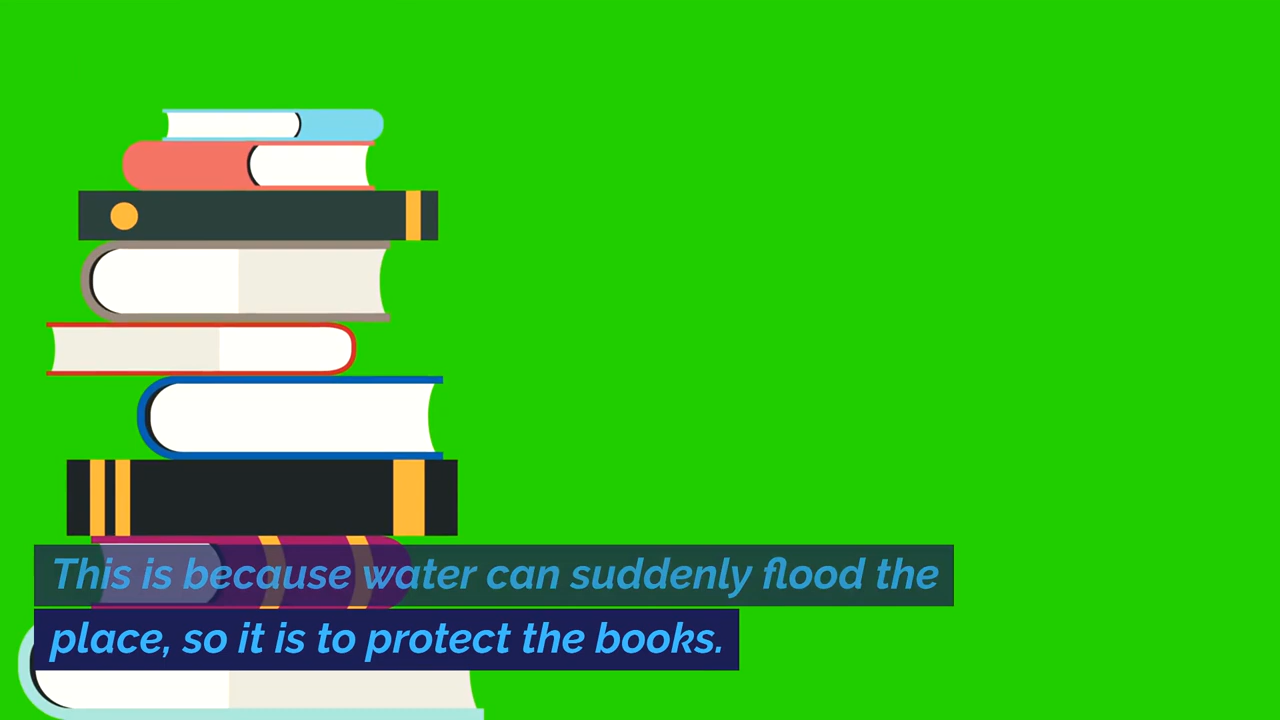 This is because water can suddenly flood the
place, so it is to protect the books.